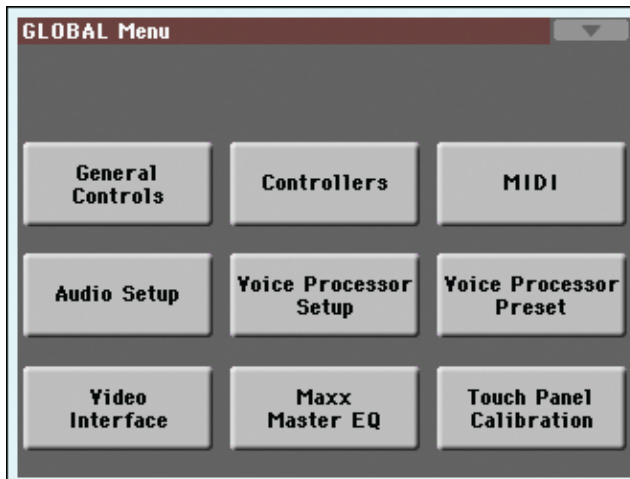 GLOBAL Menu
General
Controls
Controllers
MIDI
Audio Setup
Voice Processor
Setup
Voice Processor
Preset
Video
Interface
Maxx
Master EQ
Touch Panel
Calibration